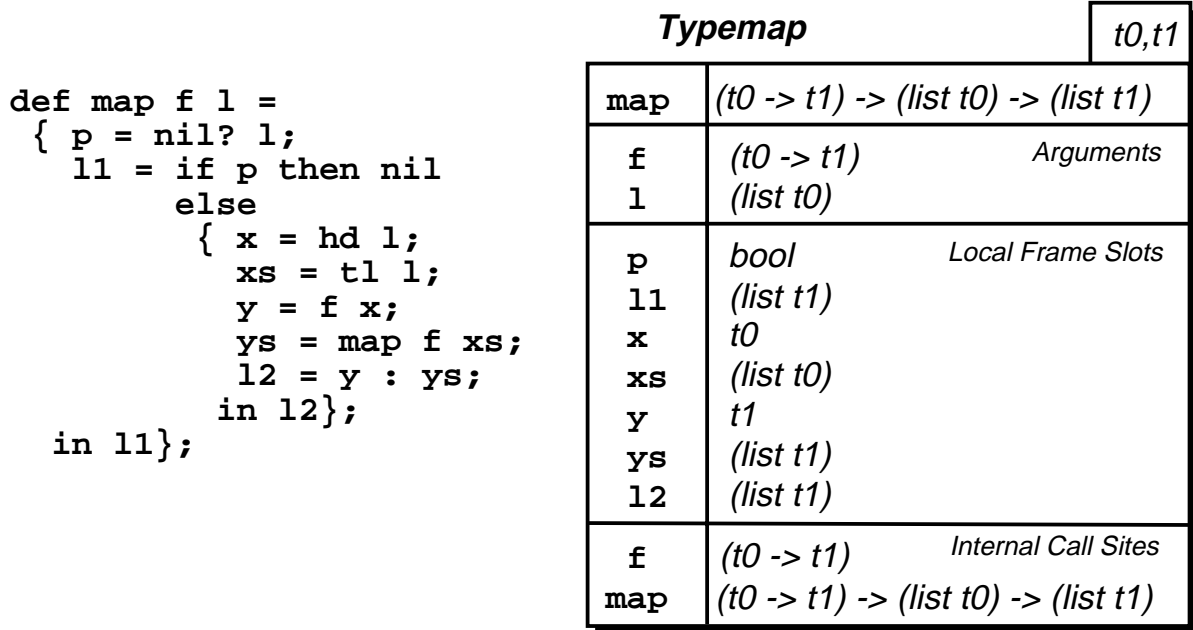 def map f l =
{ p = nil? l;
l1 = if p then nil
else
{ x = hd l;
xs = tl l;
y = f x;
ys = map f xs;
l2 = y : ys;
in l2};
in l1};
Typemap t0,t1
map (t0 -> t1) -> (list t0) -> (list t1)
f (t0 -> t1) Arguments
l (list t0)
p bool Local Frame Slots
l1 (list t1)
x t0
xs (list t0)
y t1
ys (list t1)
l2 (list t1)
f (t0 -> t1) Internal Call Sites
map (t0 -> t1) -> (list t0) -> (list t1)